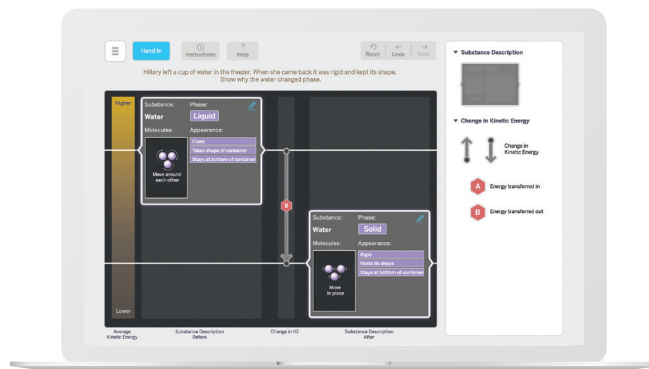 Hand In
Instructions
?
Help
Reset
Undo
Redo
Hillary left a cup of water in the freezer. When she came back it was rigid and kept its shape.
Show why the water changed phase.
Higher
Lower
Substance:
Phase:
Water
Liquid
Molecules:
Appearance:
Flows
Takes shape of container
Stays at bottom of container
Move around
each other
B
Substance:
Phase:
Water
Solid
Molecules:
Appearance:
Rigid
Holds its shape
Stays at bottom of container
Move
in place
Average
Kinetic Energy
Substance Description
Before
Change in KE
Substance Description
After
Substance Description
Change in Kinetic Energy
Change in
Kinetic Energy
A
Energy transferred in
B
Energy transferred out